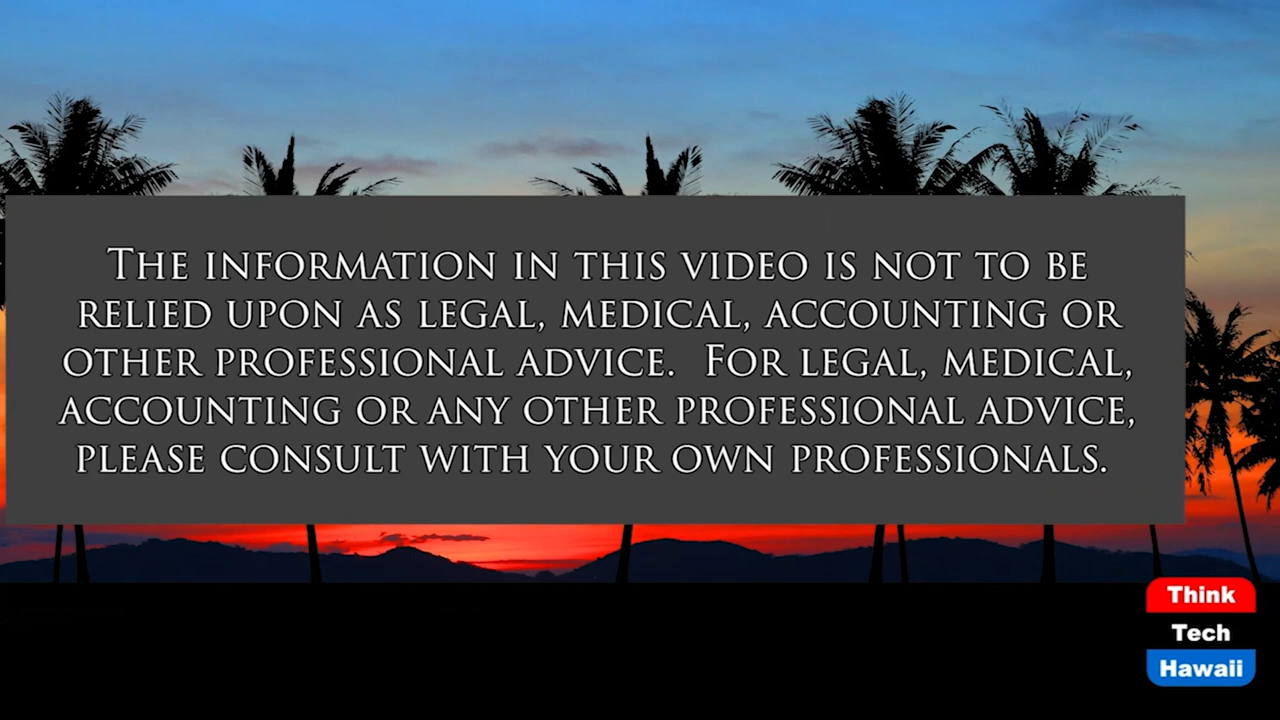 The information in this video is not to be
relied upon as legal, medical, accounting or
other professional advice. For legal, medical,
accounting or any other professional advice,
please consult with your own professionals.
Think
Tech
Hawaii